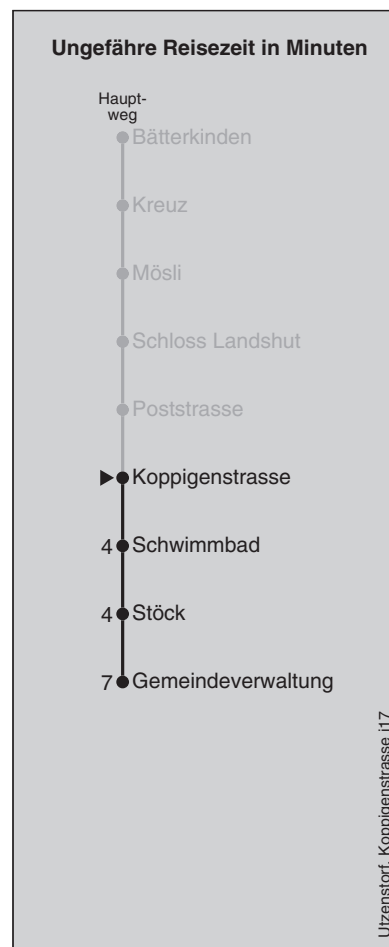 Ungefähre Reisezeit in Minuten
Haupt-
weg
Bätterkinden
Kreuz
Mösli
Schloss Landshut
Poststrasse
Koppigenstrasse
4 Schwimmbad
4 Stöck
7 Gemeindeverwaltung
Utzenstorf, Koppigenstrasse j17